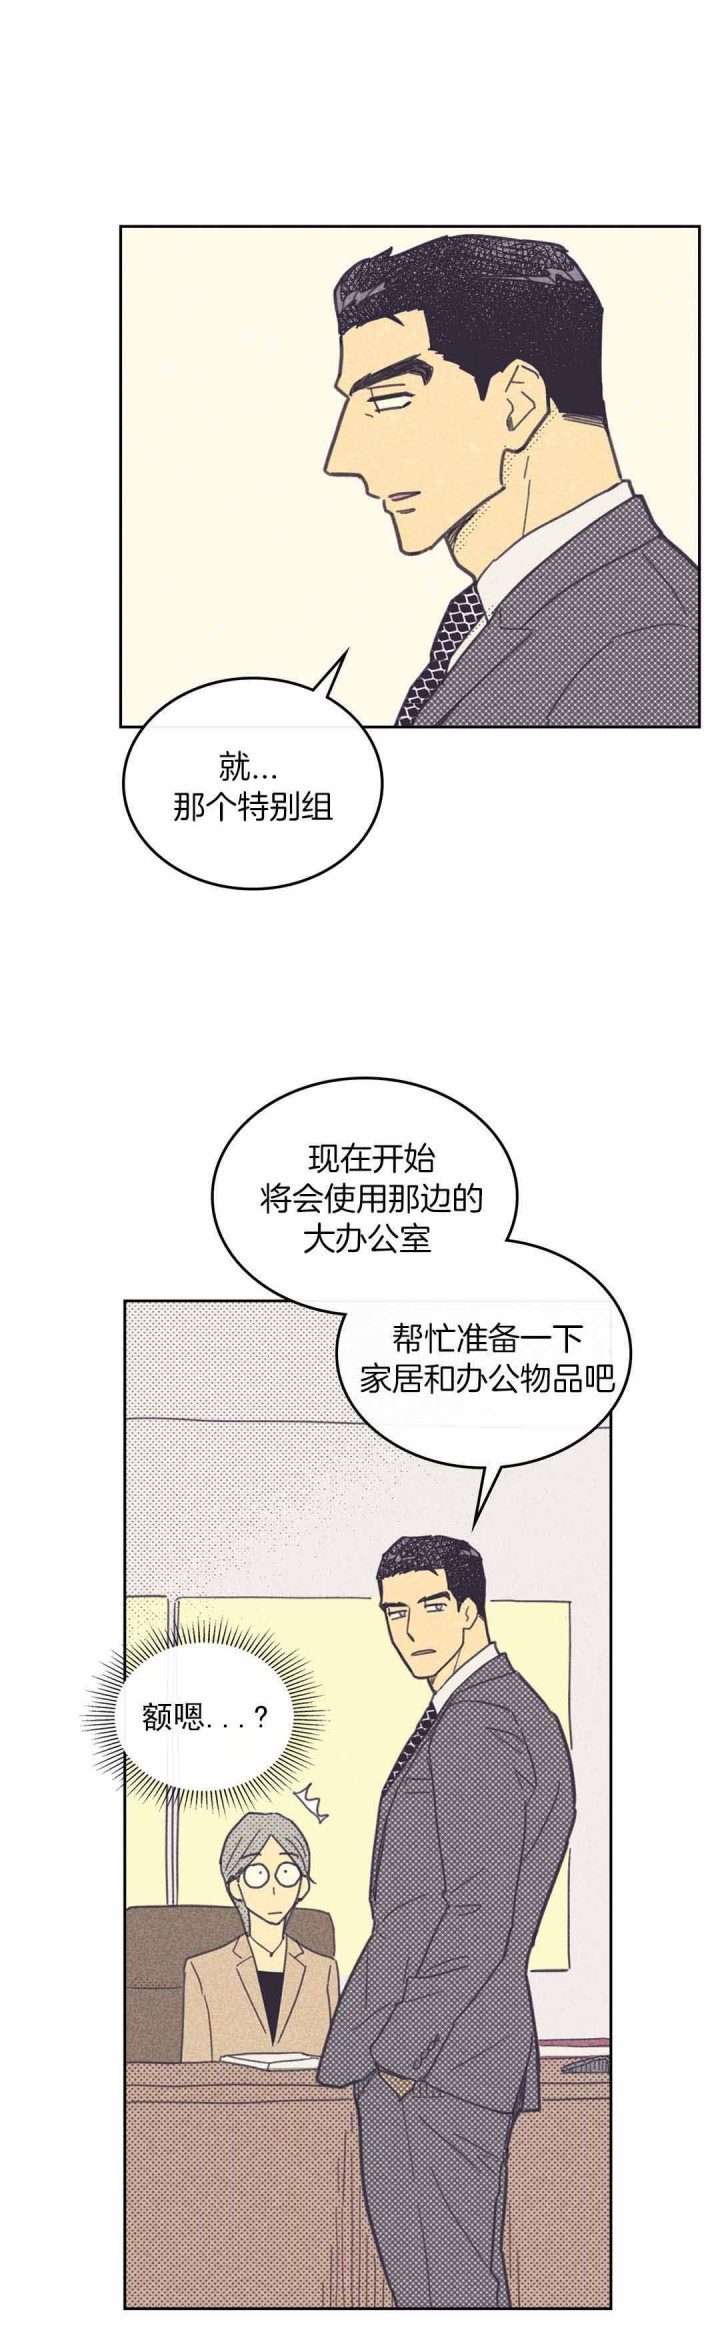 就...
那个特别组
现在开始
将会使用那边的
大办公室
帮忙准备一下
家居和办公物品吧
额嗯...?